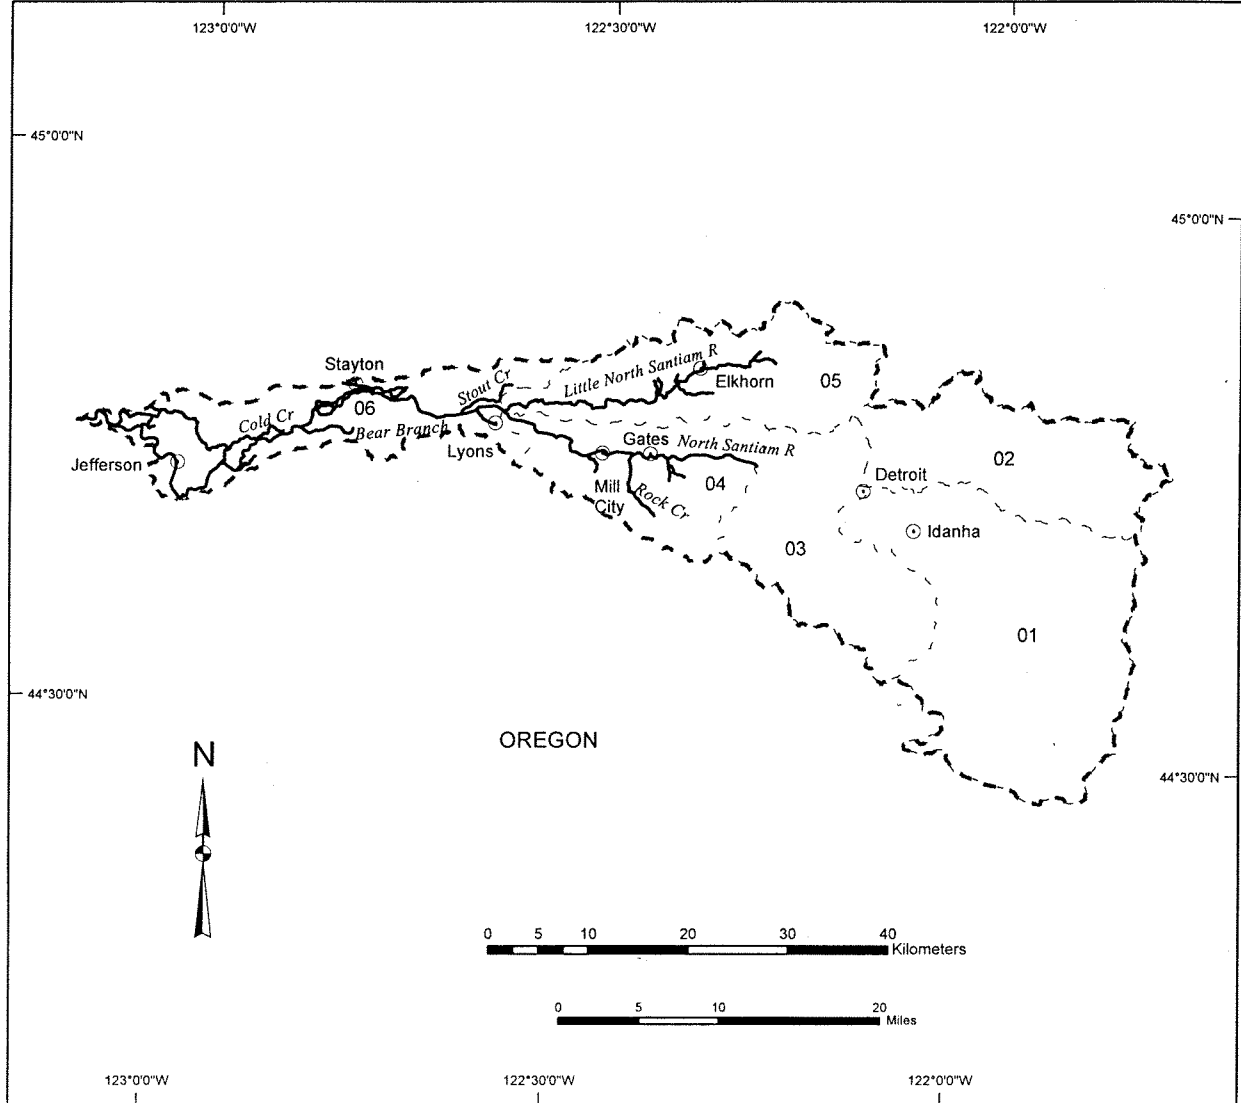 123°0'0"W
122°30'0"W
122°0'0"W
45°0'0"N
45°0'0"N
Stayton
Stout Cr
Little North Santiam R
Elkhorn
05
06
Cold Cr
Bear Branch
Lyons
Jefferson
Gates
North Santiam R
02
Detroit
Mill
City
04
Rock Cr
03
Idanha
01
44°30'0"N
OREGON
N
44°30'0"N
0 5 10 20 30 40
Kilometers
0 5 10 20
Miles
123°0'0"W
122°30'0"W
122°0'0"W